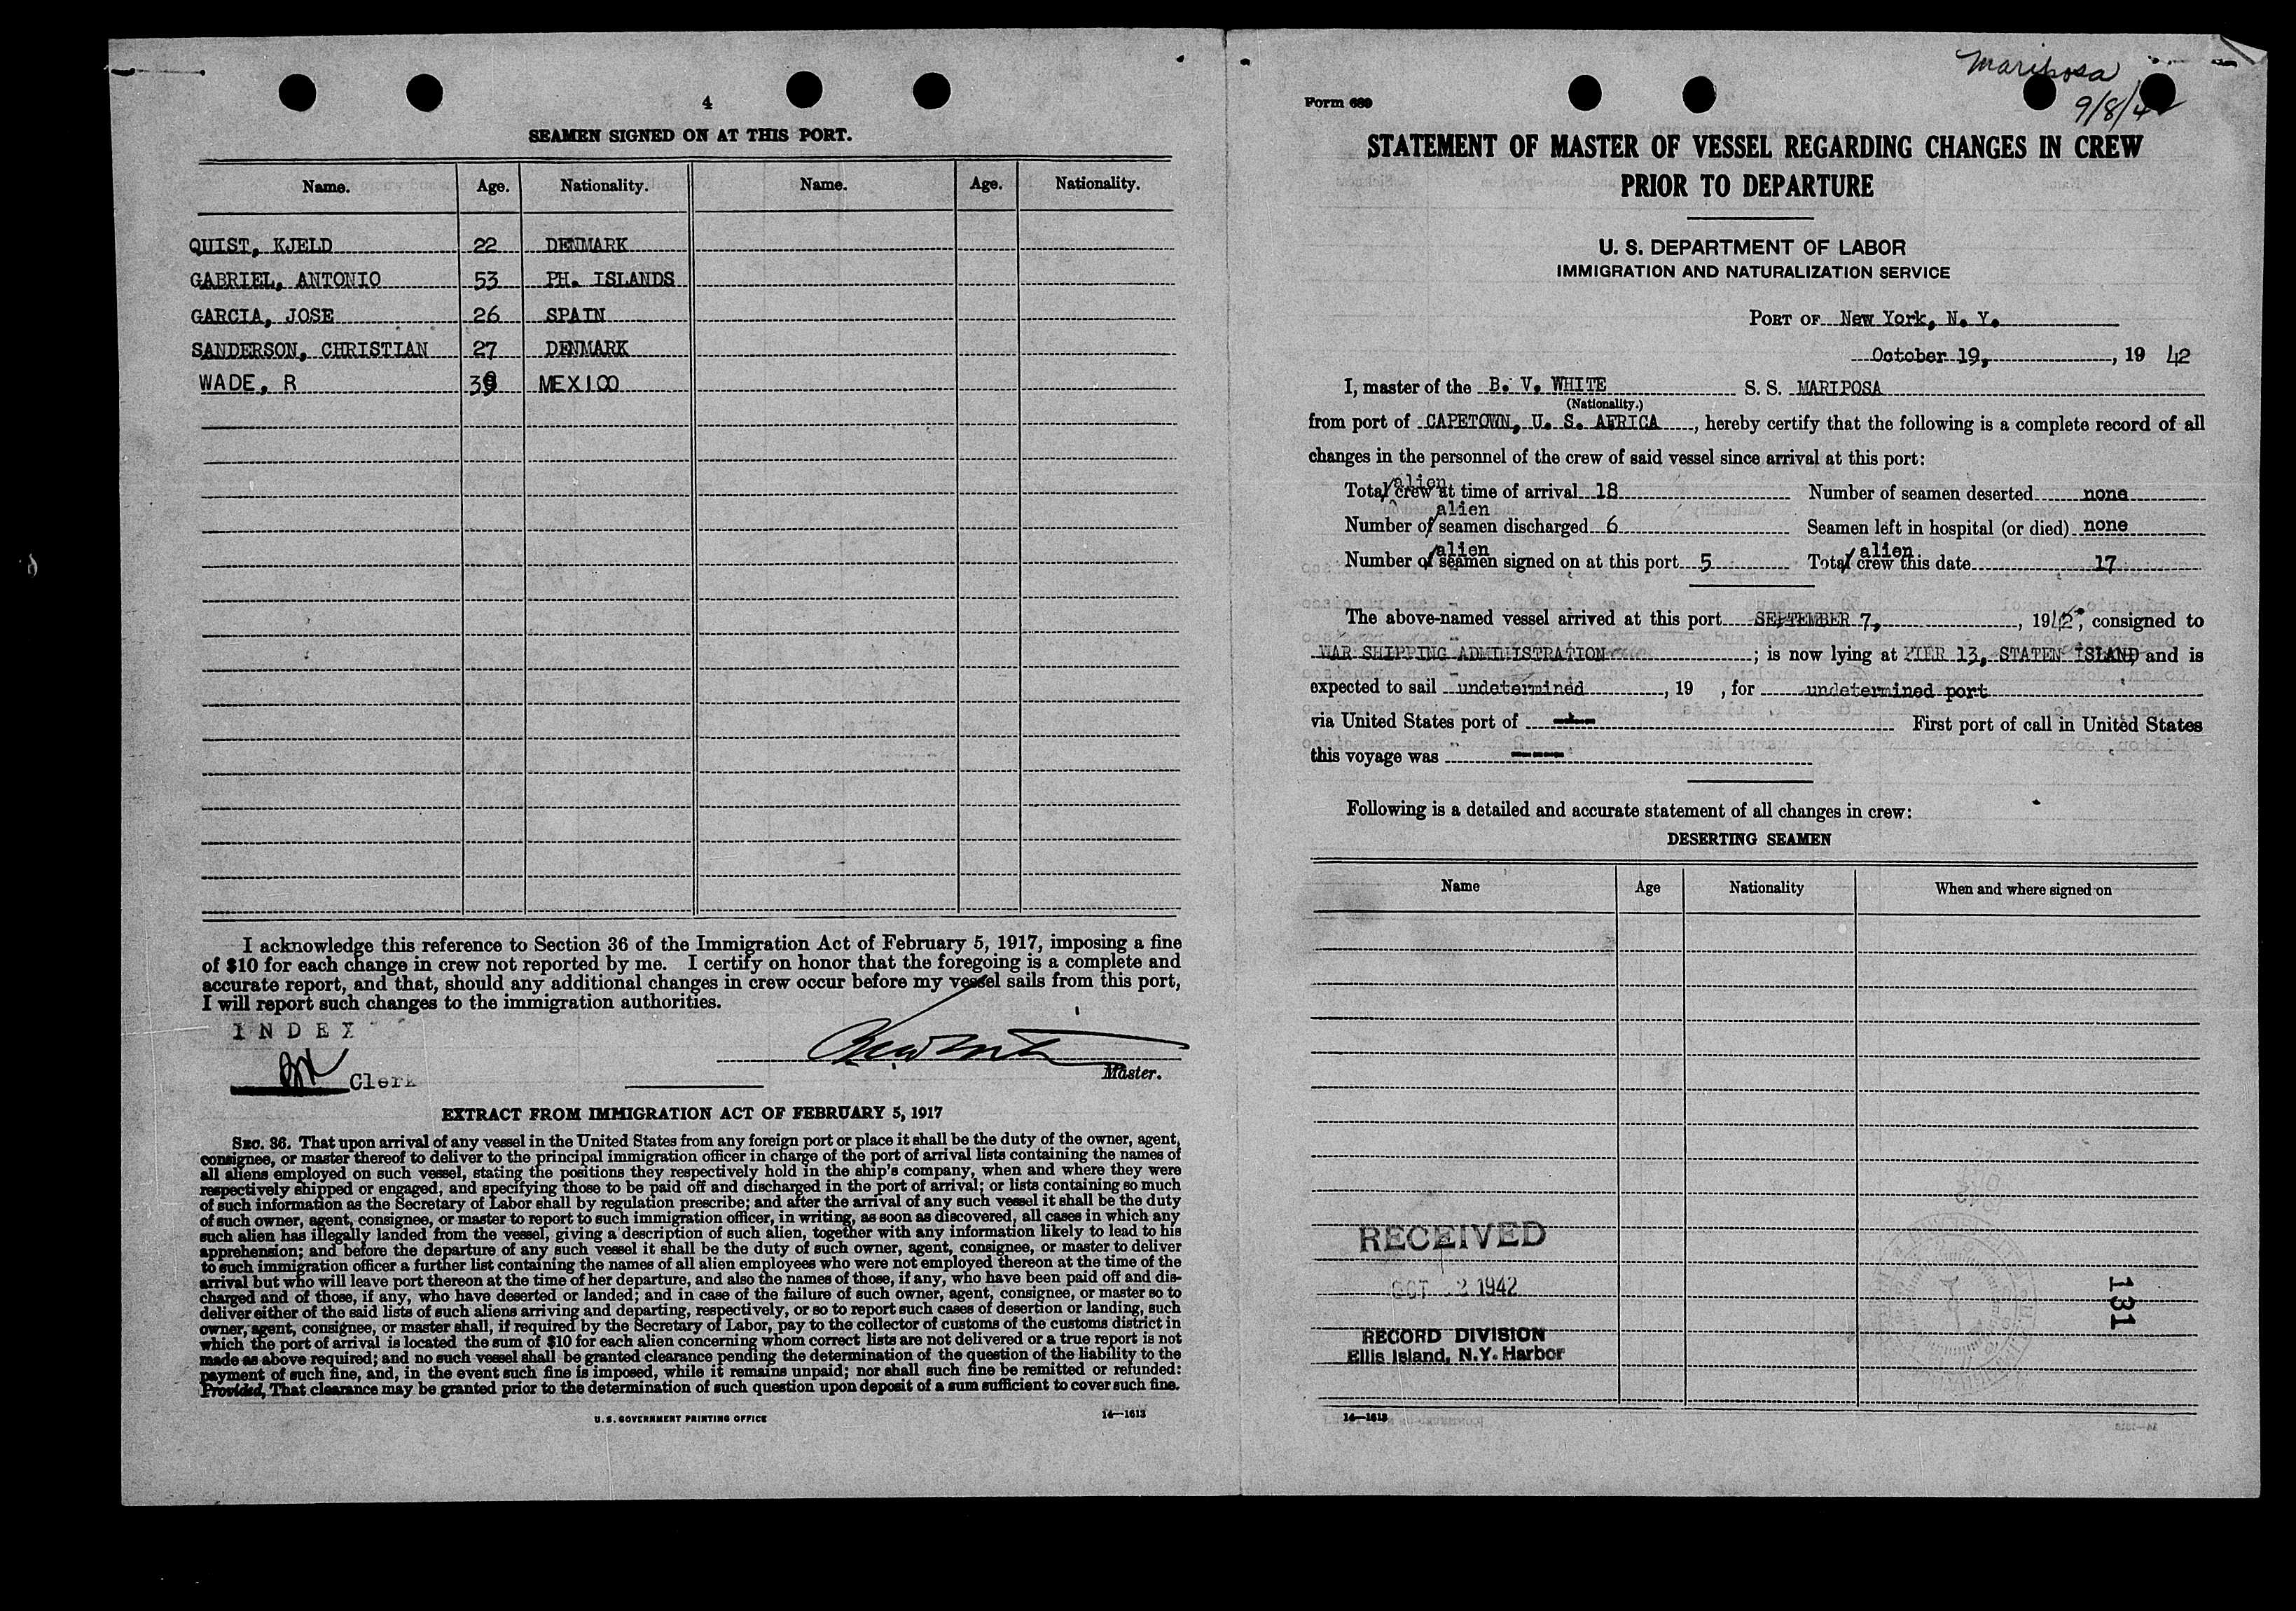 4
SEAMEN SIGNED ON AT THIS PORT.
Name. Age. Nationality. Name. Age. Nationality.
QUIST, KJELD 22 DENMARK
GABRIEL, ANTONIO 53 PH. ISLANDS
GARCIA, JOSE 26 SPAIN
SANDERSON, CHRISTIAN 27 DENMARK
WADE, R MEXICO
I acknowledge this reference to Section 36 of the Immigration Act of February 5, 1917, imposing a fine
of $10 for each change in crew not reported by me. I certify on honor that the foregoing is a complete and
accurate report, and that, should any additional changes in crew occur before my vessel sails from this port,
I will report such changes to the immigration authorities.
INDEX
Clerk
Master.
EXTRACT FROM IMMIGRATION ACT OF FEBRUARY 5, 1917
SEC. 36. That upon arrival of any vessel in the United States from any foreign port or place it shall be the duty of the owner, agent,
consignee, or master thereof to deliver to the principal immigration officer in charge of the port of arrival lists containing the names of
all aliens employed on such vessel, stating the positions they respectively hold in the ship's company, when and where they were
respectively shipped or engaged, and specifying those to be paid off and discharged in the port of arrival; or lists containing so much
of such information as the Secretary of Labor shall by regulation prescribe; and after the arrival of any such vessel it shall be the duty
of such owner, agent, consignee, or master to report to such immigration officer, in writing, as soon as discovered, all cases in which any
such alien has illegally landed from the vessel, giving a description of such alien, together with any information likely to lead to his
apprehension; and before the departure of any such vessel it shall be the duty of such owner, agent, consignee, or master to deliver
to such immigration officer a further list containing the names of all alien employees who were not employed thereon at the time of the
arrival but who will leave port thereon at the time of her departure, and also the names of those, if any, who have been paid off and dis-
charged and of those, if any, who have deserted or landed; and in case of the failure of such owner, agent, consignee, or master so to
deliver either of the said lists of such aliens arriving and departing, respectively, or so to report such cases of desertion or landing, such
owner, agent, consignee, or master shall, if required by the Secretary of Labor, pay to the collector of customs of the customs district in
which the port of arrival is located the sum of $10 for each alien concerning whom correct lists are not delivered or a true report is not
made as above required; and no such vessel shall be granted clearance pending the determination of the question of the liability to the
payment of such fine, and, in the event such fine is imposed, while it remains unpaid; nor shall such fine be remitted or refunded:
Provided, That clearance may be granted prior to the determination of such question upon deposit of a sum sufficient to cover such fine.
U. S. GOVERNMENT PRINTING OFFICE 14—1613
Mariposa
9/8/42
Form 689
STATEMENT OF MASTER OF VESSEL REGARDING CHANGES IN CREW
PRIOR TO DEPARTURE
U. S. DEPARTMENT OF LABOR
IMMIGRATION AND NATURALIZATION SERVICE
PORT OF New York, N. Y.
October 19, , 19 42
I, master of the B. V. WHITE S. S. MARIPOSA
(Nationality.)
from port of CAPETOWN, U. S. AFRICA , hereby certify that the following is a complete record of all
changes in the personnel of the crew of said vessel since arrival at this port:
Total alien crew at time of arrival 18 Number of seamen deserted none
Number of alien seamen discharged 6 Seamen left in hospital (or died) none
Number of alien seamen signed on at this port 5 Total alien crew this date 17
The above-named vessel arrived at this port SEPTEMBER 7, , 1942, consigned to
WAR SHIPPING ADMINISTRATION ; is now lying at PIER 13, STATEN ISLAND and is
expected to sail undetermined , 19 , for undetermined port
via United States port of First port of call in United States
this voyage was ----
Following is a detailed and accurate statement of all changes in crew:
DESERTING SEAMEN
Name Age Nationality When and where signed on
RECEIVED
OCT 2 1942
RECORD DIVISION
Ellis Island, N.Y. Harbor
131
14—1613